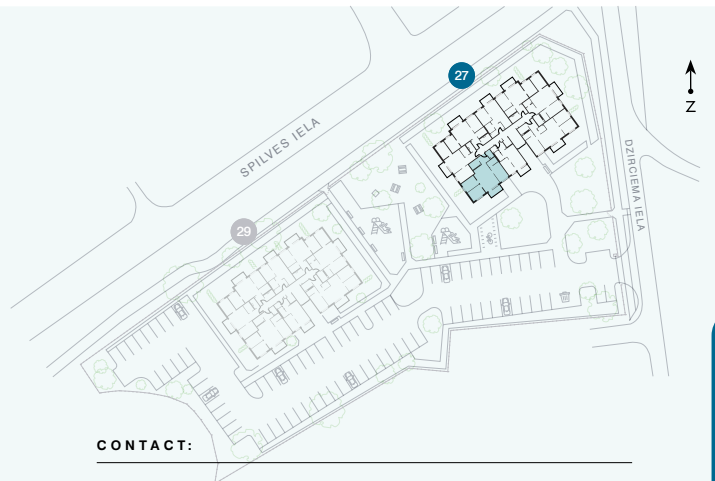 27
Z
SPILVES IELA
DZIRCIEMA IELA
29
CONTACT: